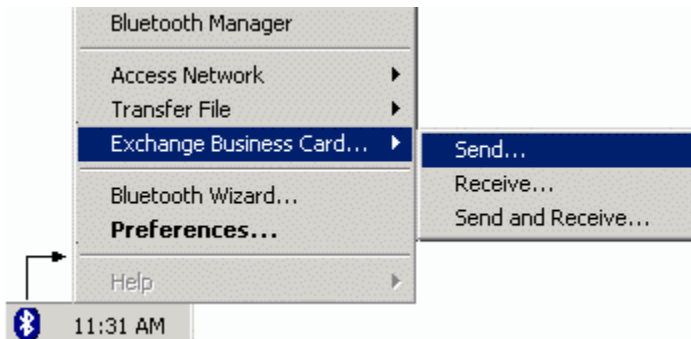 Bluetooth Manager
Access Network
Transfer File
Exchange Business Card...
Send...
Receive...
Send and Receive...
Bluetooth Wizard...
Preferences...
Help
11:31 AM